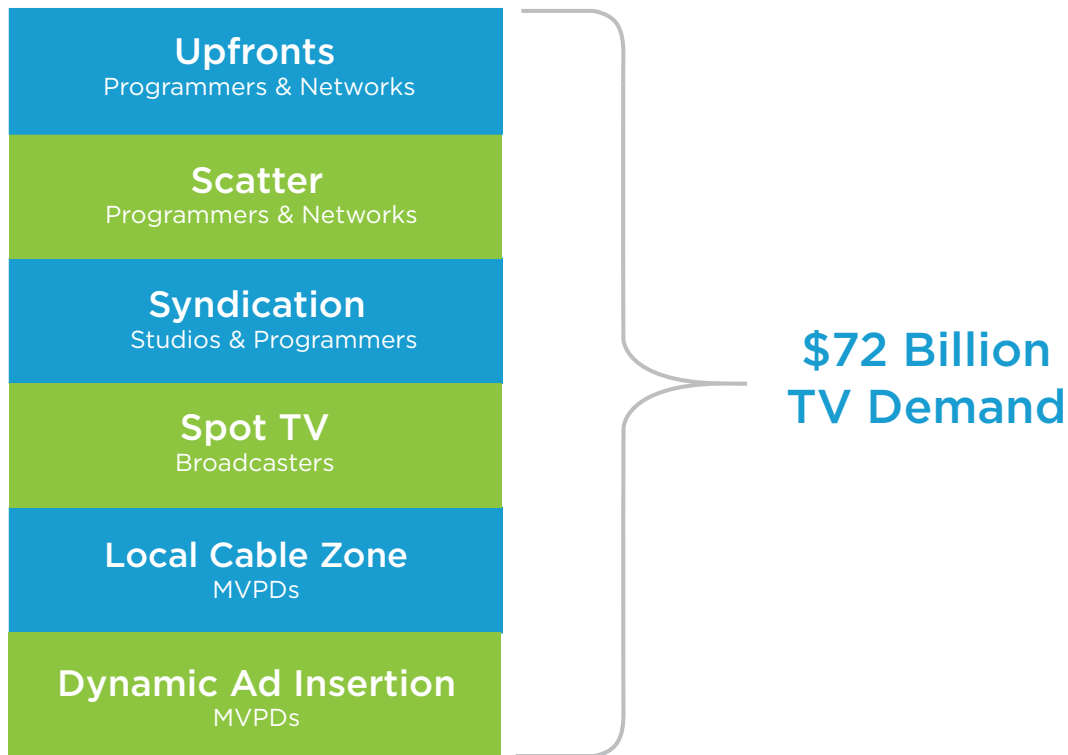 Upfronts
Programmers & Networks
Scatter
Programmers & Networks
Syndication
Studios & Programmers
Spot TV
Broadcasters
Local Cable Zone
MVPDs
Dynamic Ad Insertion
MVPDs
$72 Billion
TV Demand